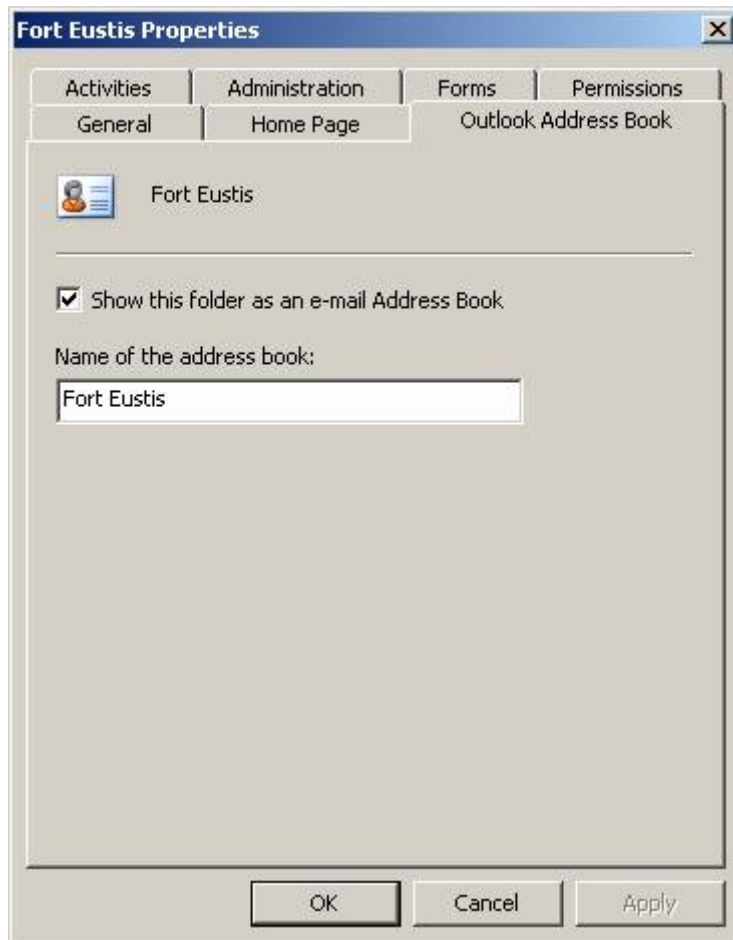 Fort Eustis Properties
Activities Administration Forms Permissions
General Home Page Outlook Address Book
Fort Eustis
Show this folder as an e-mail Address Book
Name of the address book:
Fort Eustis
OK Cancel Apply